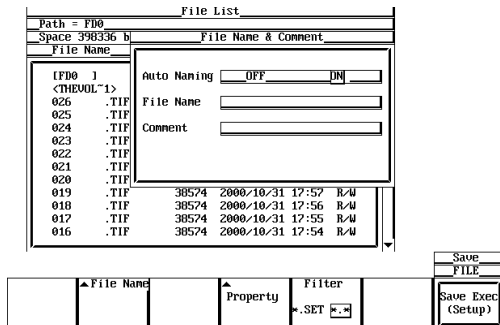 File List
Path = FD0
Space 398336 b
File Name & Comment
File Name
[FD0 ]
<THEVOL~1>
Auto Naming OFF ON
File Name
Comment
026 .TIF
025 .TIF
024 .TIF
023 .TIF
022 .TIF
021 .TIF
020 .TIF
019 .TIF 38574 2000/10/31 17:57 R/W
018 .TIF 38574 2000/10/31 17:56 R/W
017 .TIF 38574 2000/10/31 17:55 R/W
016 .TIF 38574 2000/10/31 17:54 R/W
Save
FILE
File Name
Property
Filter
*.SET *.*
Save Exec
(Setup)